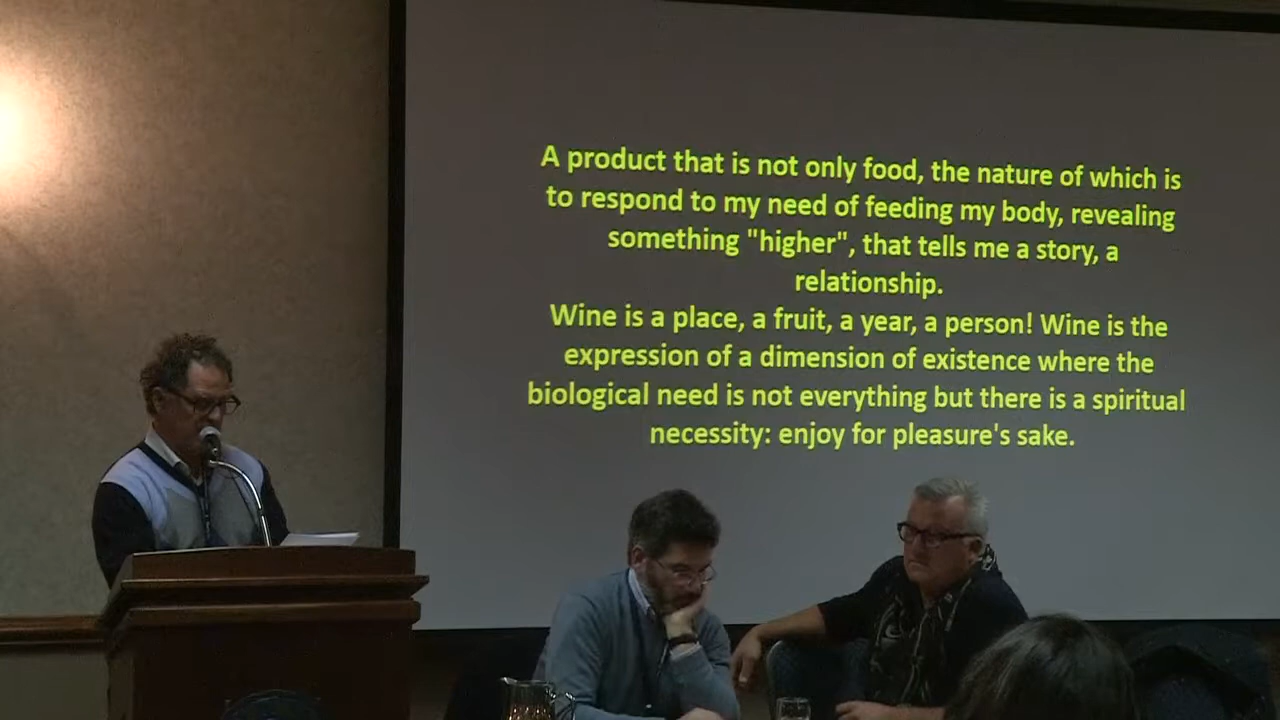 A product that is not only food, the nature of which is
to respond to my need of feeding my body, revealing
something "higher", that tells me a story, a
relationship.
Wine is a place, a fruit, a year, a person! Wine is the
expression of a dimension of existence where the
biological need is not everything but there is a spiritual
necessity: enjoy for pleasure's sake.